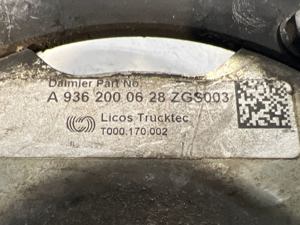 Daimler Part No.
A 936 200 06 28 ZGS003
Licos Trucktec
T000.170.002